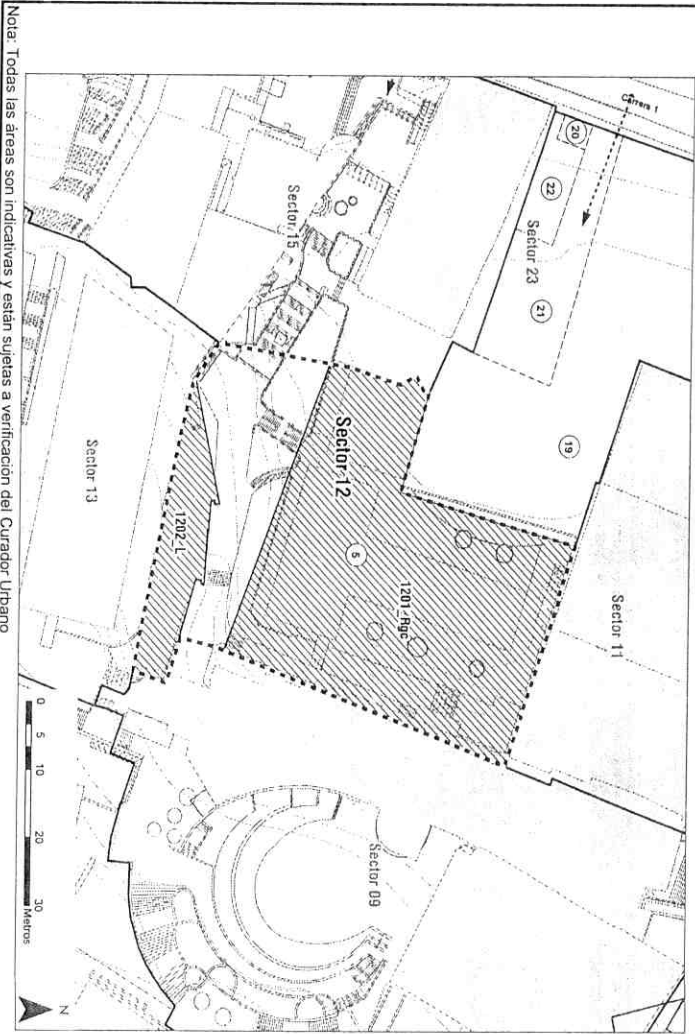 Carrera 1
20
22
Sector 23
21
19
Sector 15
Sector 12
Sector 11
5
1201-Rgc
1202-L
Sector 13
Sector 09
0 5 10 20 30
Metros
N
Nota: Todas las áreas son indicativas y están sujetas a verificación del Curador Urbano